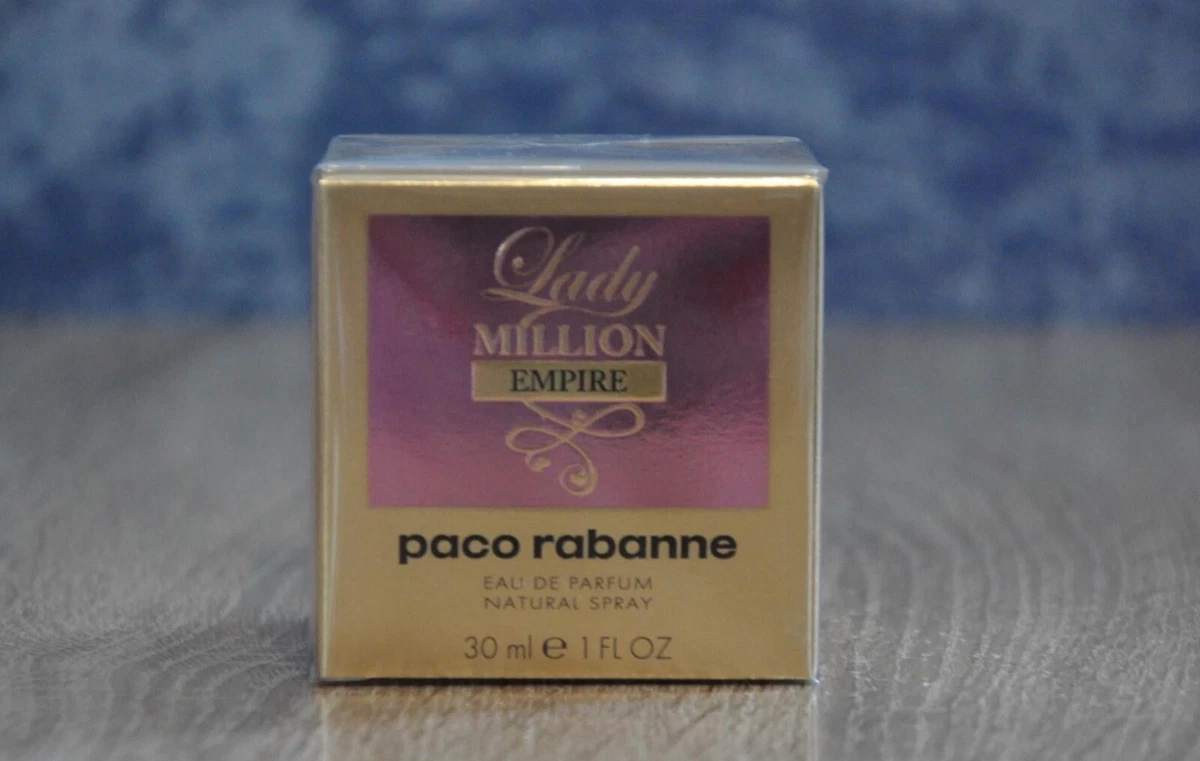 Lady
MILLION
EMPIRE
paco rabanne
EAU DE PARFUM
NATURAL SPRAY
30 ml e 1 FL OZ